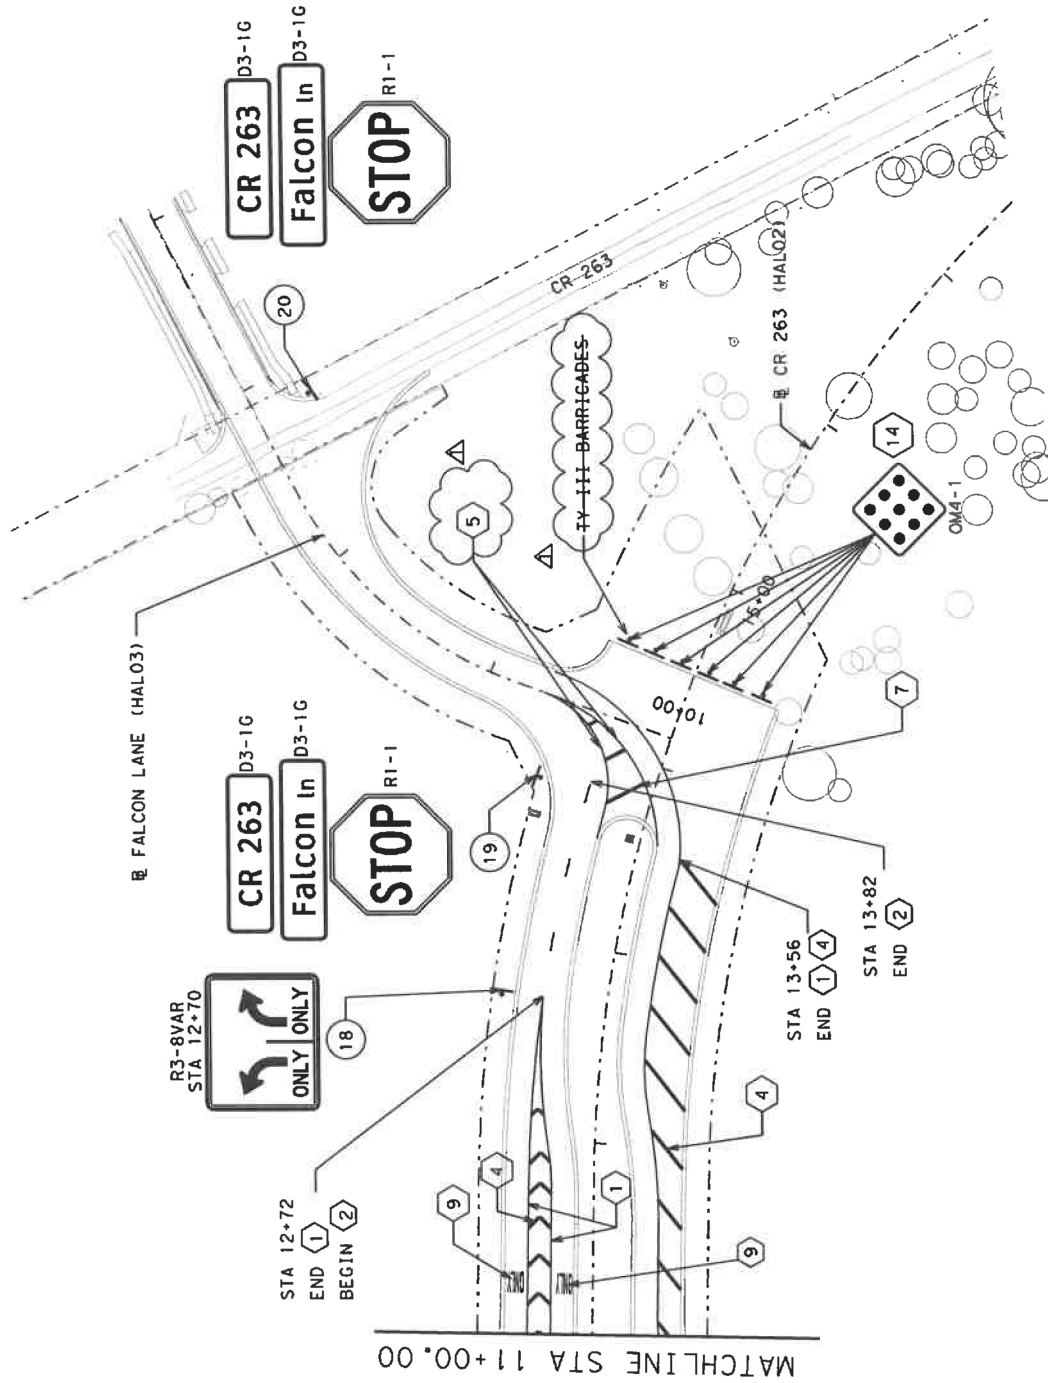 CR 263 D3-1G
Falcon ln D3-1G
STOP R1-1
20
CR 263
℄ CR 263 (HAL02)
TY III BARRICADES
1
1
5
14
OM4-1
15+00
10+00
7
℄ FALCON LANE (HAL03)
CR 263 D3-1G
Falcon ln D3-1G
STOP R1-1
19
R3-8VAR
STA 12+70
ONLY ONLY
18
STA 12+72
END 1
BEGIN 2
9
4
1
9
4
ONLY
ONLY
STA 13+56
END 1 4
STA 13+82
END 2
MATCHLINE STA 11+00.00